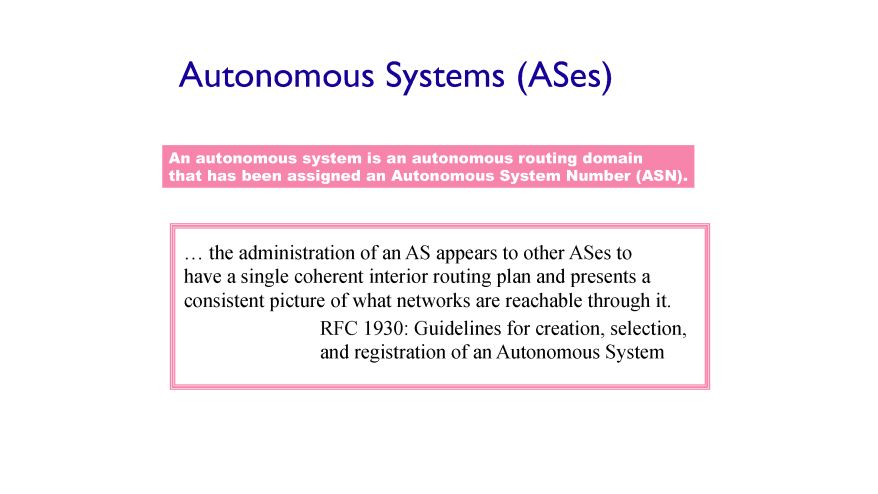 Autonomous Systems (ASes)
An autonomous system is an autonomous routing domain
that has been assigned an Autonomous System Number (ASN).
… the administration of an AS appears to other ASes to
have a single coherent interior routing plan and presents a
consistent picture of what networks are reachable through it.
RFC 1930: Guidelines for creation, selection,
and registration of an Autonomous System